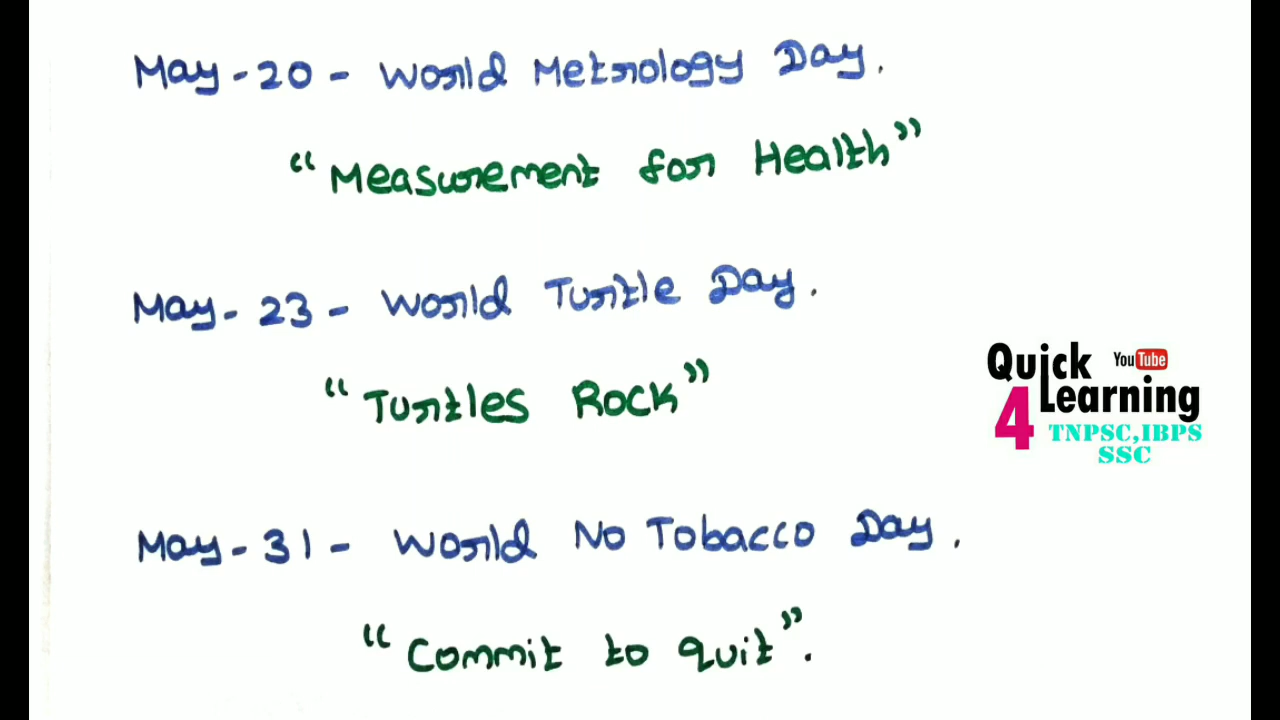 May - 20 - World Metrology Day.
"Measurement for Health"
May - 23 - World Turtle Day.
"Turtles Rock"
Quick YouTube
4 Learning
TNPSC,IBPS
SSC
May - 31 - World No Tobacco Day.
"Commit to quit".